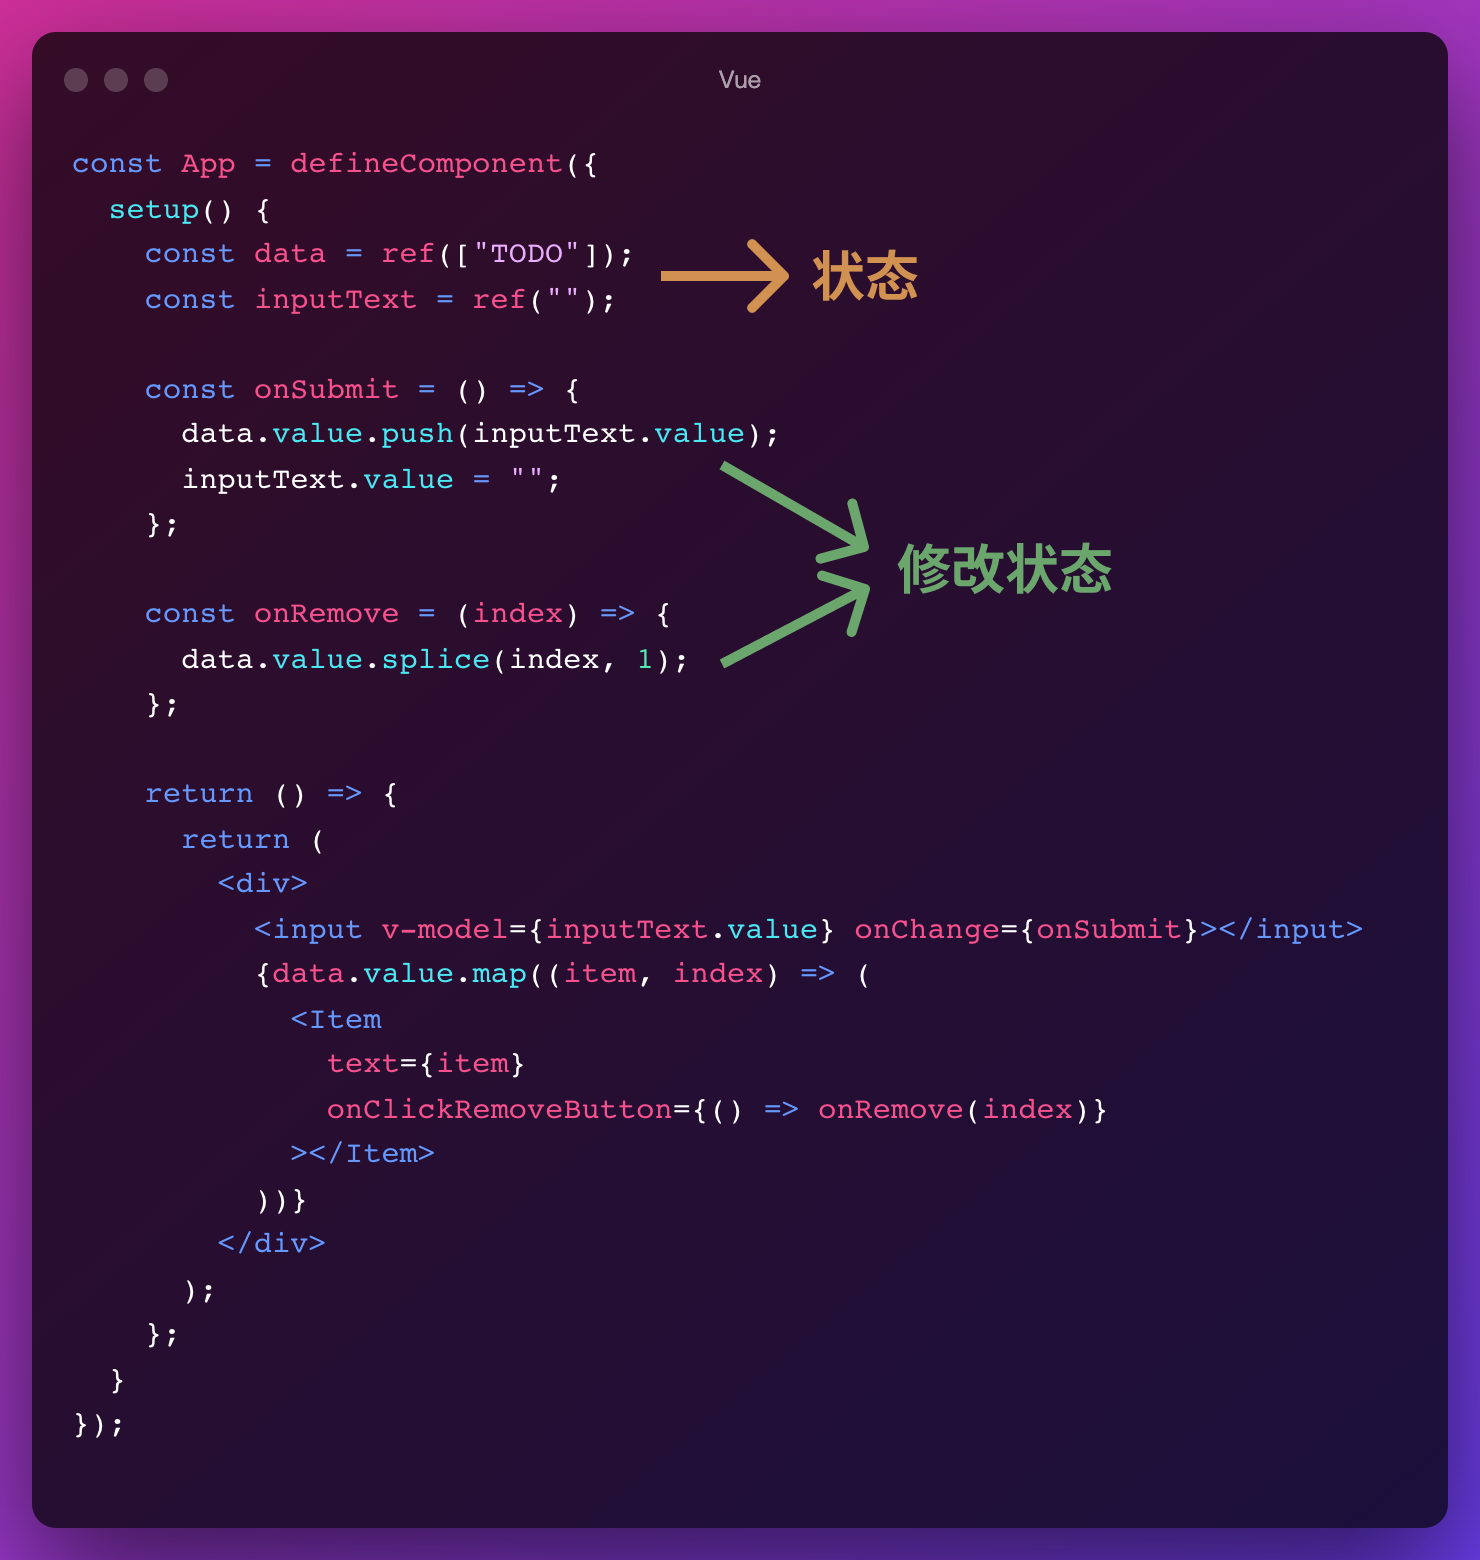 Vue
const App = defineComponent({
  setup() {
    const data = ref(["TODO"]);
    const inputText = ref("");
状态
    const onSubmit = () => {
      data.value.push(inputText.value);
      inputText.value = "";
    };
修改状态
    const onRemove = (index) => {
      data.value.splice(index, 1);
    };
    return () => {
      return (
        <div>
          <input v-model={inputText.value} onChange={onSubmit}></input>
          {data.value.map((item, index) => (
            <Item
              text={item}
              onClickRemoveButton={() => onRemove(index)}
            ></Item>
          ))}
        </div>
      );
    };
  }
});